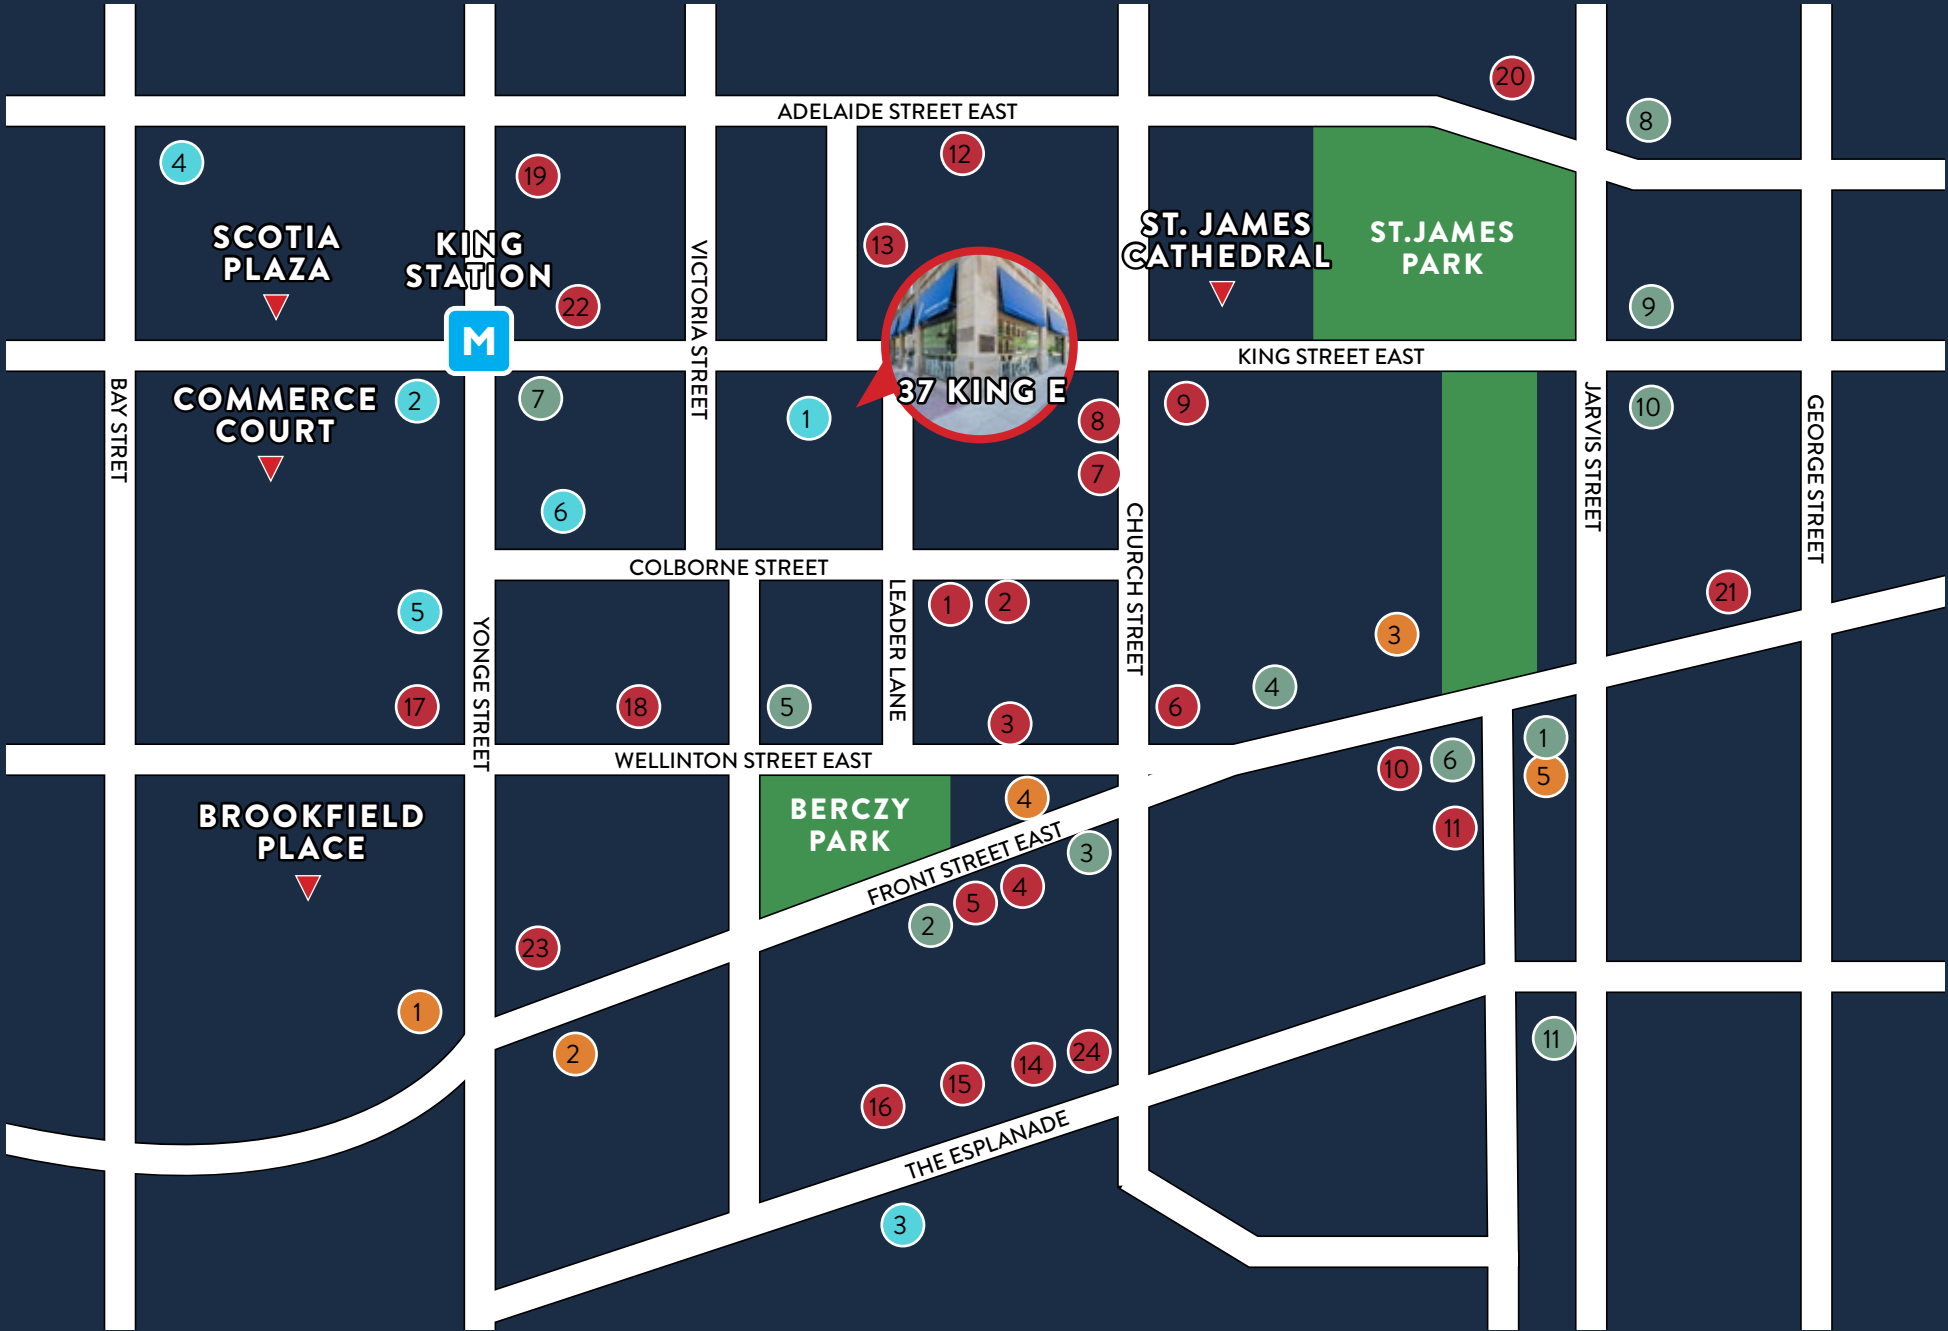 20
ADELAIDE STREET EAST
8
12
4
19
SCOTIA
PLAZA
KING
STATION
VICTORIA STREET
13
ST. JAMES
CATHEDRAL
ST.JAMES
PARK
22
9
M
KING STREET EAST
37 KING E
COMMERCE
COURT
2
7
1
8
9
10
BAY STRET
JARVIS STREET
GEORGE STREET
7
6
CHURCH STREET
COLBORNE STREET
5
LEADER LANE
1
2
21
3
YONGE STREET
17
18
5
3
6
4
WELLINTON STREET EAST
1
10
6
5
BERCZY
PARK
4
BROOKFIELD
PLACE
FRONT STREET EAST
3
11
2
5
4
23
1
2
11
16
15
14
24
THE ESPLANADE
3